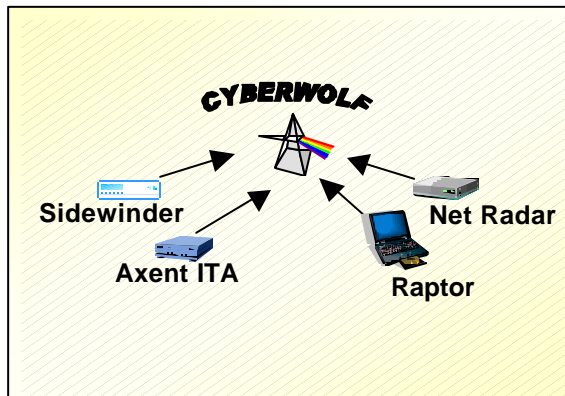 CYBERWOLF
Sidewinder
Net Radar
Axent ITA
Raptor